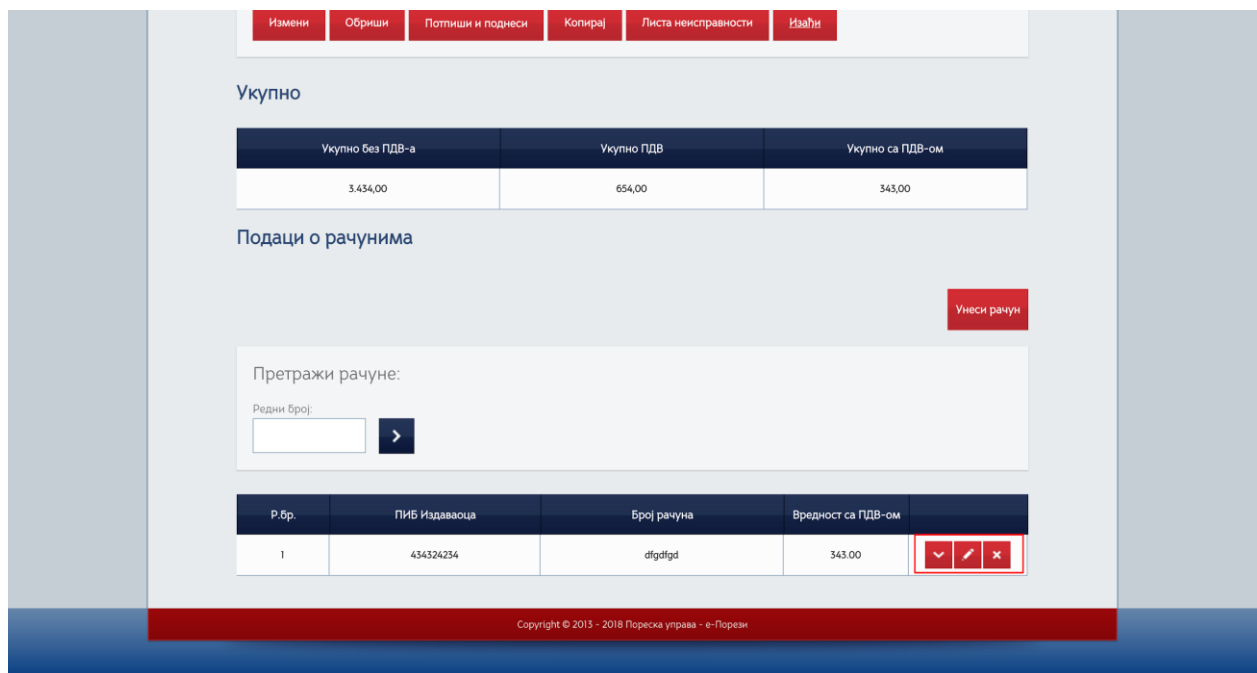 Измени Обриши Потпиши и поднеси Копирај Листа неисправности Изађи
Укупно
Укупно без ПДВ-а Укупно ПДВ Укупно са ПДВ-ом
3.434,00 654,00 343,00
Подаци о рачунима
Унеси рачун
Претражи рачуне:
Редни број:
Р.бр. ПИБ Издаваоца Број рачуна Вредност са ПДВ-ом
1 434324234 dfgdfgd 343.00
Copyright © 2013 - 2018 Пореска управа - е-Порези